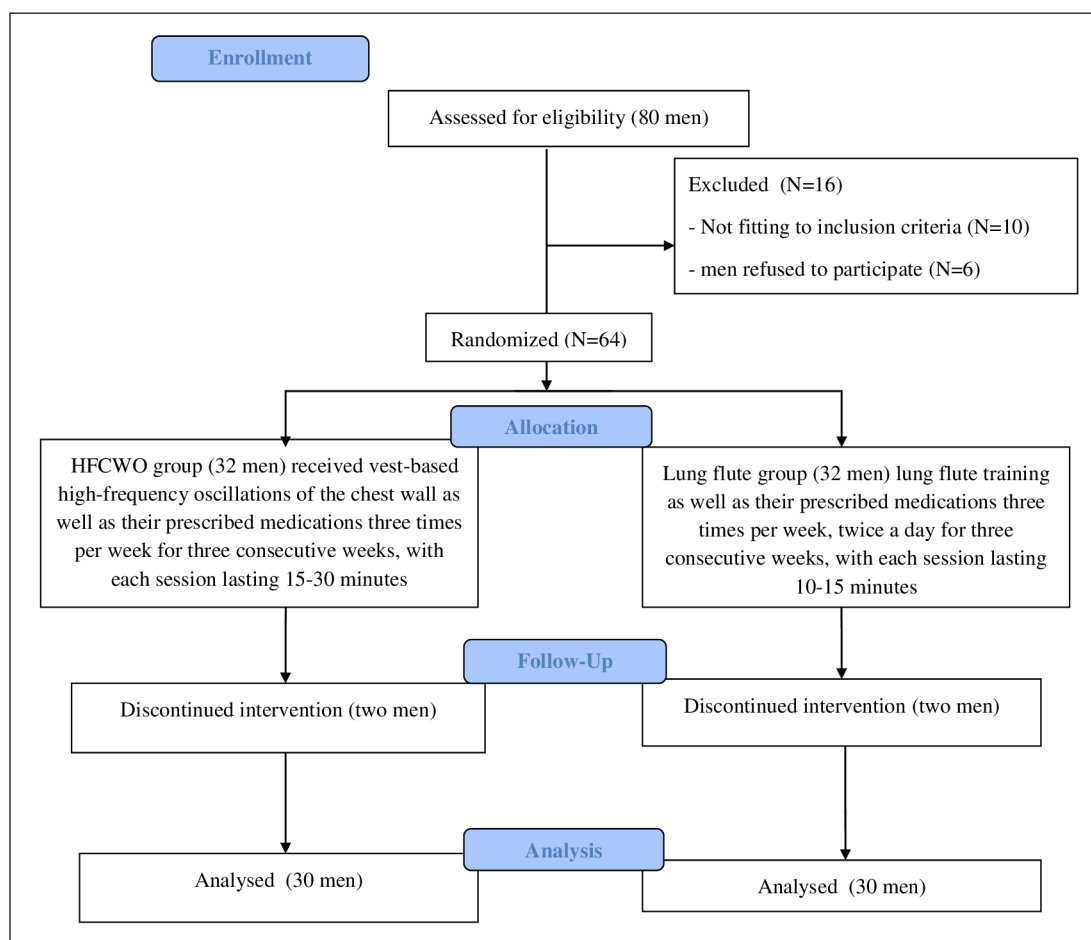 Enrollment
Assessed for eligibility (80 men)
Excluded (N=16)
- Not fitting to inclusion criteria (N=10)
- men refused to participate (N=6)
Randomized (N=64)
Allocation
HFCWO group (32 men) received vest-based
high-frequency oscillations of the chest wall as
well as their prescribed medications three times
per week for three consecutive weeks, with
each session lasting 15-30 minutes
Lung flute group (32 men) lung flute training
as well as their prescribed medications three
times per week, twice a day for three
consecutive weeks, with each session lasting
10-15 minutes
Follow-Up
Discontinued intervention (two men)
Discontinued intervention (two men)
Analysis
Analysed (30 men)
Analysed (30 men)